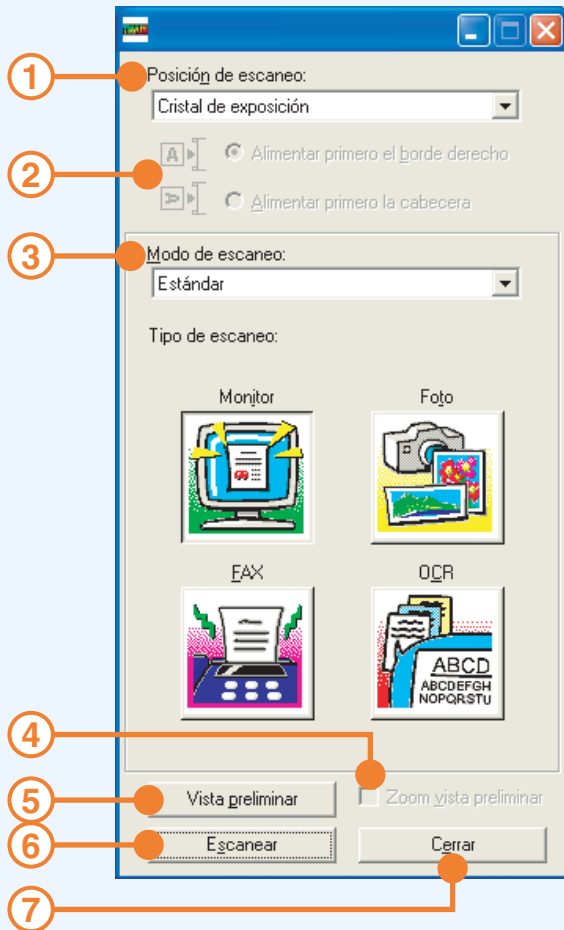 1
Posición de escaneo:
Cristal de exposición
2
A
Alimentar primero el borde derecho
A
Alimentar primero la cabecera
3
Modo de escaneo:
Estándar
Tipo de escaneo:
Monitor
Foto
FAX
OCR
ABCD
ABCDEFGH
NOPQRSTU
4
5
Vista preliminar
Zoom vista preliminar
6
Escanear
Cerrar
7